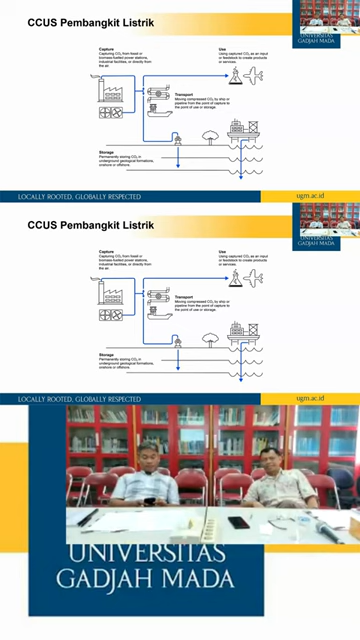 CCUS Pembangkit Listrik
UNIVERSITAS
GADJAH MADA
Capture
Capturing CO₂ from fossil or
biomass-fuelled power stations,
industrial facilities, or directly from
the air.
Use
Using captured CO₂ as an input
or feedstock to create products
or services.
Transport
Moving compressed CO₂ by ship or
pipeline from the point of capture to
the point of use or storage.
Storage
Permanently storing CO₂ in
underground geological formations,
onshore or offshore.
LOCALLY ROOTED, GLOBALLY RESPECTED
ugm.ac.id
CCUS Pembangkit Listrik
UNIVERSITAS
GADJAH MADA
Capture
Capturing CO₂ from fossil or
biomass-fuelled power stations,
industrial facilities, or directly from
the air.
Use
Using captured CO₂ as an input
or feedstock to create products
or services.
Transport
Moving compressed CO₂ by ship or
pipeline from the point of capture to
the point of use or storage.
Storage
Permanently storing CO₂ in
underground geological formations,
onshore or offshore.
LOCALLY ROOTED, GLOBALLY RESPECTED
ugm.ac.id
UNIVERSITAS
GADJAH MADA